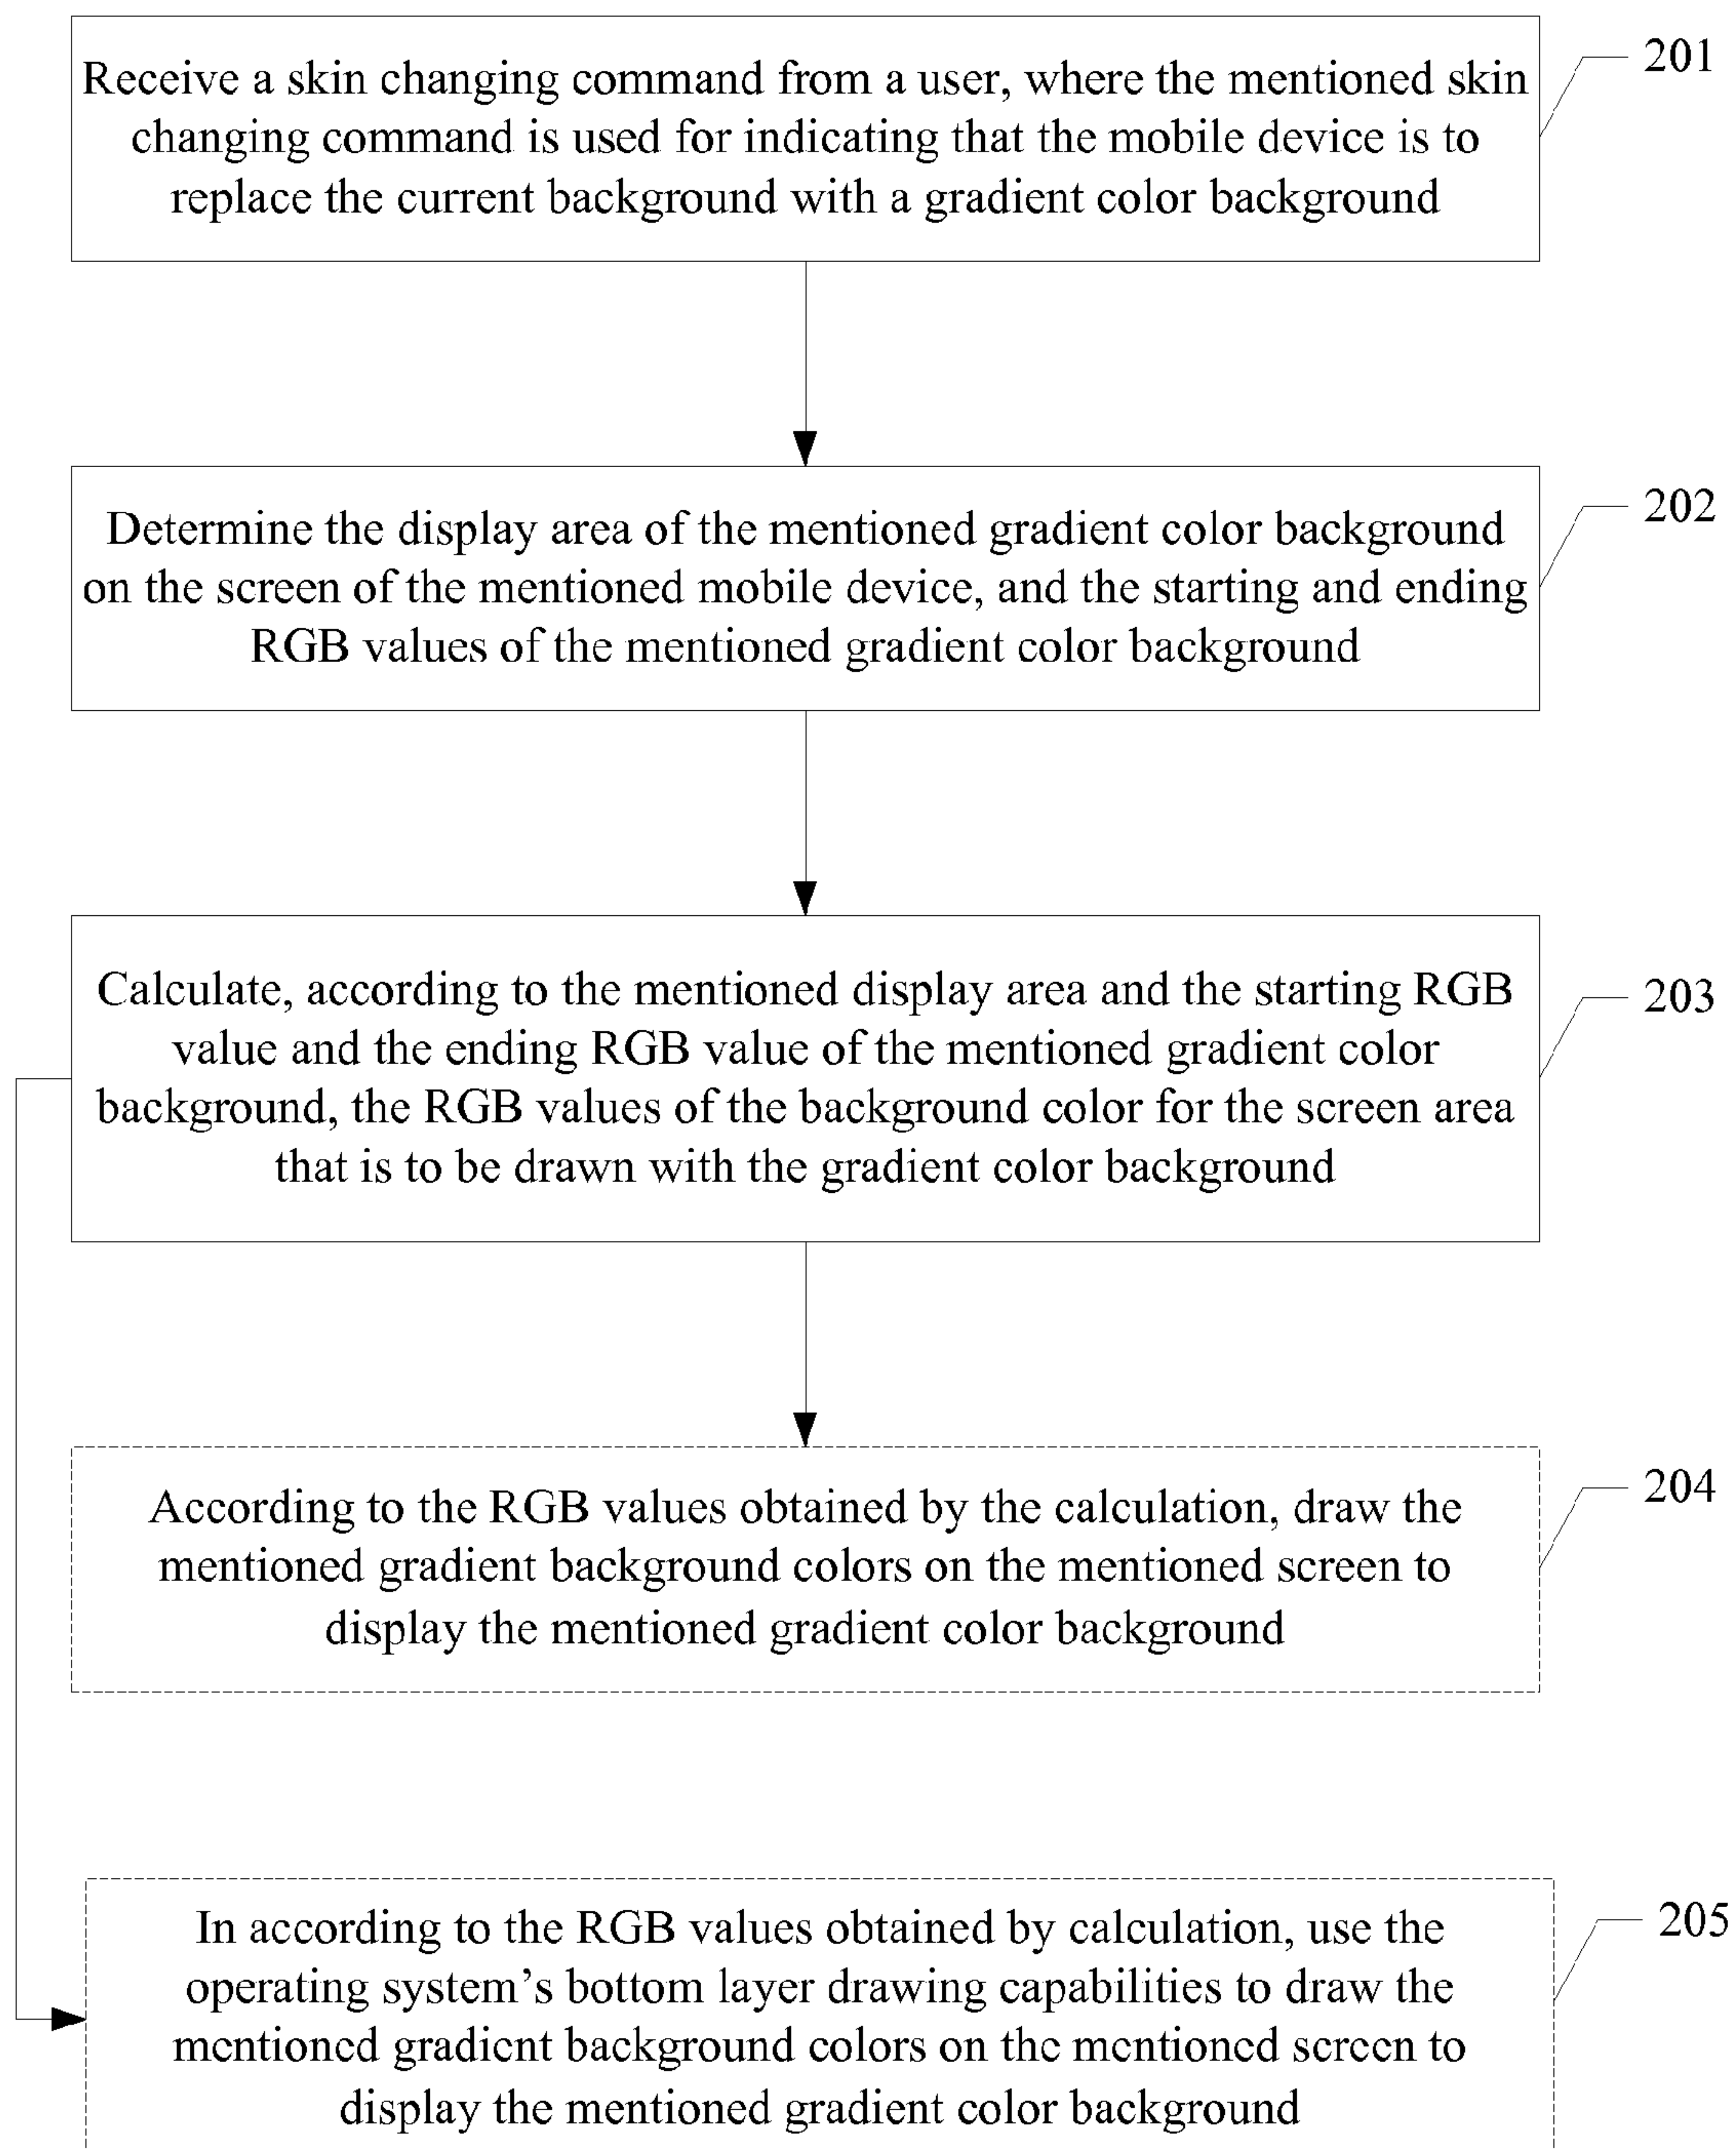 Receive a skin changing command from a user, where the mentioned skin
changing command is used for indicating that the mobile device is to
replace the current background with a gradient color background
201
Determine the display area of the mentioned gradient color background
on the screen of the mentioned mobile device, and the starting and ending
RGB values of the mentioned gradient color background
202
Calculate, according to the mentioned display area and the starting RGB
value and the ending RGB value of the mentioned gradient color
background, the RGB values of the background color for the screen area
that is to be drawn with the gradient color background
203
According to the RGB values obtained by the calculation, draw the
mentioned gradient background colors on the mentioned screen to
display the mentioned gradient color background
204
In according to the RGB values obtained by calculation, use the
operating system’s bottom layer drawing capabilities to draw the
mentioned gradient background colors on the mentioned screen to
display the mentioned gradient color background
205